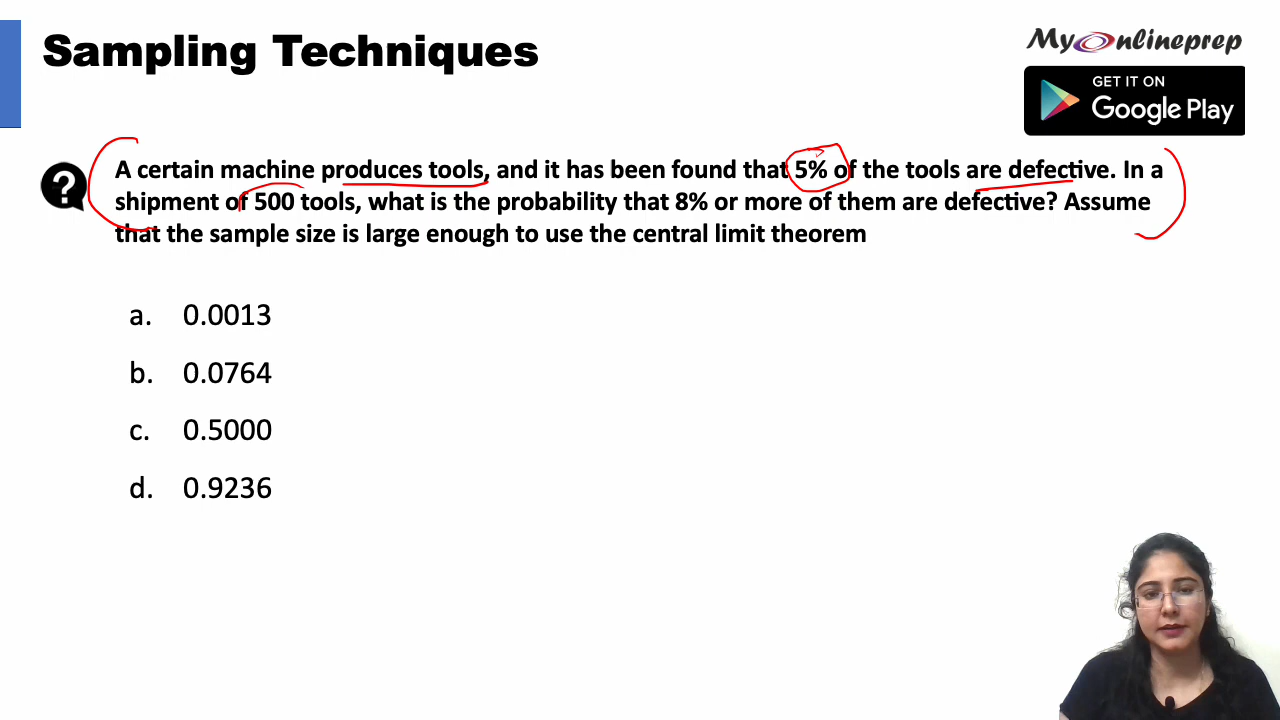 Sampling Techniques
Myonlineprep
GET IT ON
Google Play
A certain machine produces tools, and it has been found that 5% of the tools are defective. In a
shipment of 500 tools, what is the probability that 8% or more of them are defective? Assume
that the sample size is large enough to use the central limit theorem
a. 0.0013
b. 0.0764
c. 0.5000
d. 0.9236